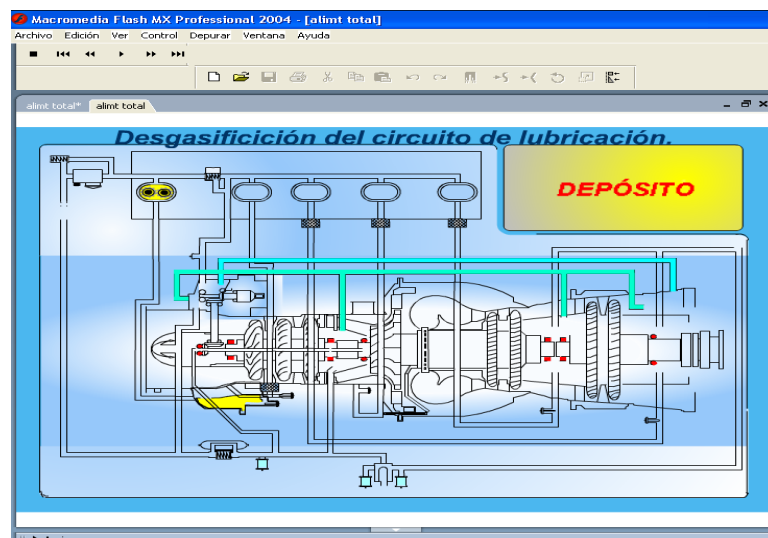 Macromedia Flash MX Professional 2004 - [alimt total]
Archivo Edición Ver Control Depurar Ventana Ayuda
alimt total* alimt total
Desgasificición del circuito de lubricación.
DEPÓSITO